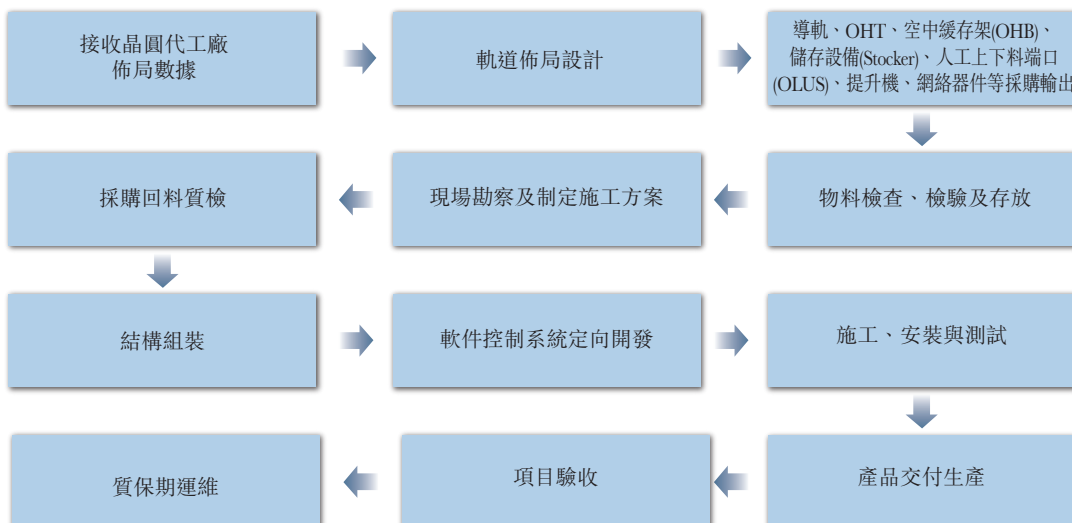 接收晶圓代工廠
佈局數據
軌道佈局設計
導軌、OHT、空中緩存架(OHB)、
儲存設備(Stocker)、人工上下料端口
(OLUS)、提升機、網絡器件等採購輸出
物料檢查、檢驗及存放
現場勘察及制定施工方案
採購回料质檢
結構組裝
軟件控制系統定向開發
施工、安裝與測試
產品交付生產
項目驗收
質保期運維